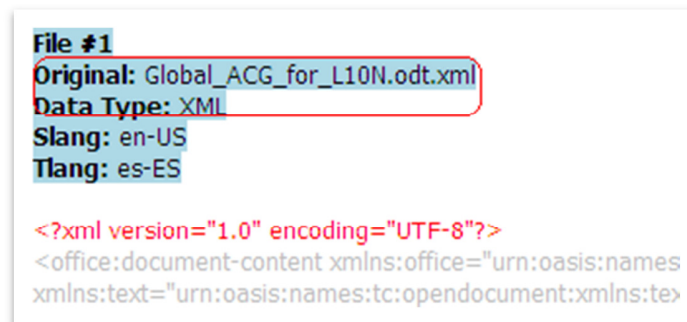 File #1
Original: Global_ACG_for_L10N.odt.xml
Data Type: XML
Slang: en-US
Tlang: es-ES
<?xml version="1.0" encoding="UTF-8"?>
<office:document-content xmlns:office="urn:oasis:names
xmlns:text="urn:oasis:names:tc:opendocument:xmlns:tex